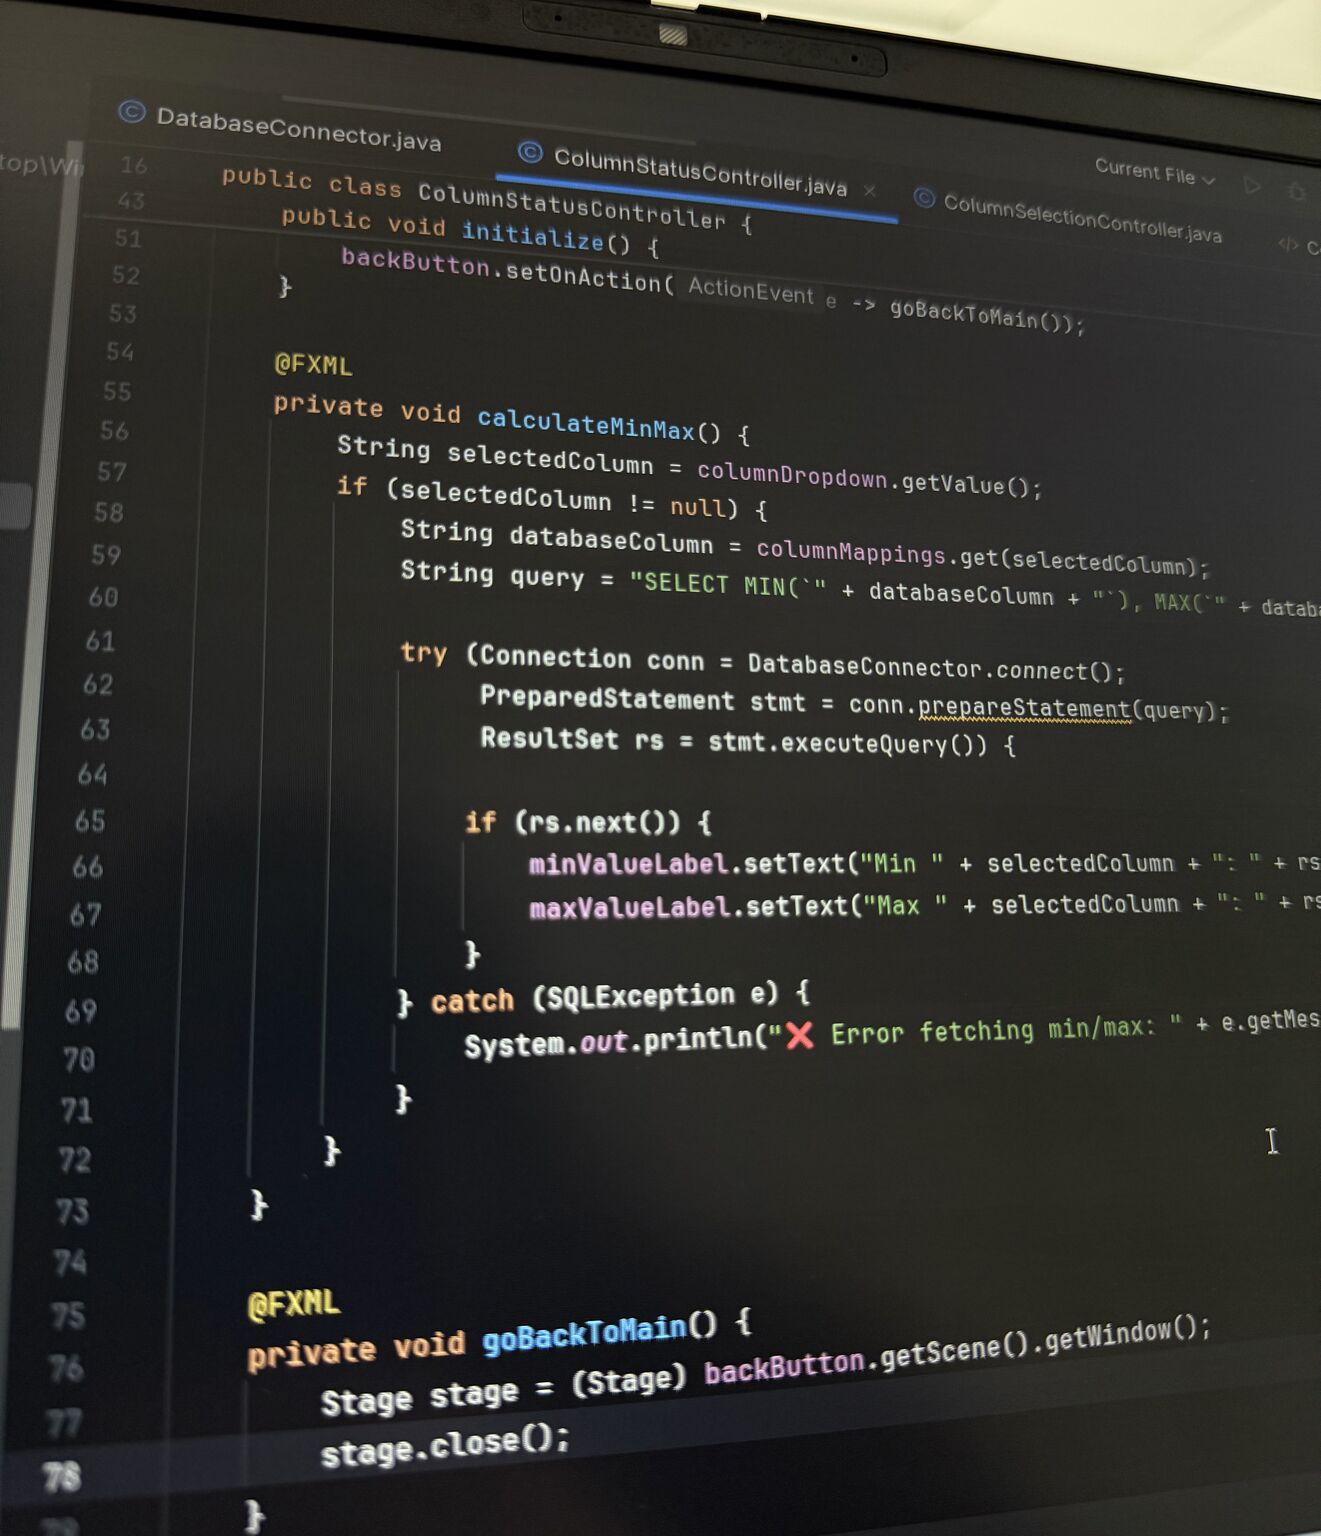 DatabaseConnector.java
ColumnStatusController.java ×
ColumnSelectionController.java
Current File
top\Wi
16 public class ColumnStatusController {
43 public void initialize() {
51 backButton.setOnAction( ActionEvent e -> goBackToMain());
52 }
53
54 @FXML
55 private void calculateMinMax() {
56 String selectedColumn = columnDropdown.getValue();
57 if (selectedColumn != null) {
58 String databaseColumn = columnMappings.get(selectedColumn);
59 String query = "SELECT MIN(`" + databaseColumn + "`), MAX(`" + datab
60
61 try (Connection conn = DatabaseConnector.connect();
62 PreparedStatement stmt = conn.prepareStatement(query);
63 ResultSet rs = stmt.executeQuery()) {
64
65 if (rs.next()) {
66 minValueLabel.setText("Min " + selectedColumn + ": " + rs
67 maxValueLabel.setText("Max " + selectedColumn + ": " + rs
68 }
69 } catch (SQLException e) {
70 System.out.println("❌ Error fetching min/max: " + e.getMes
71 }
72 }
73 }
74
75 @FXML
76 private void goBackToMain() {
77 Stage stage = (Stage) backButton.getScene().getWindow();
78 stage.close();
79 }